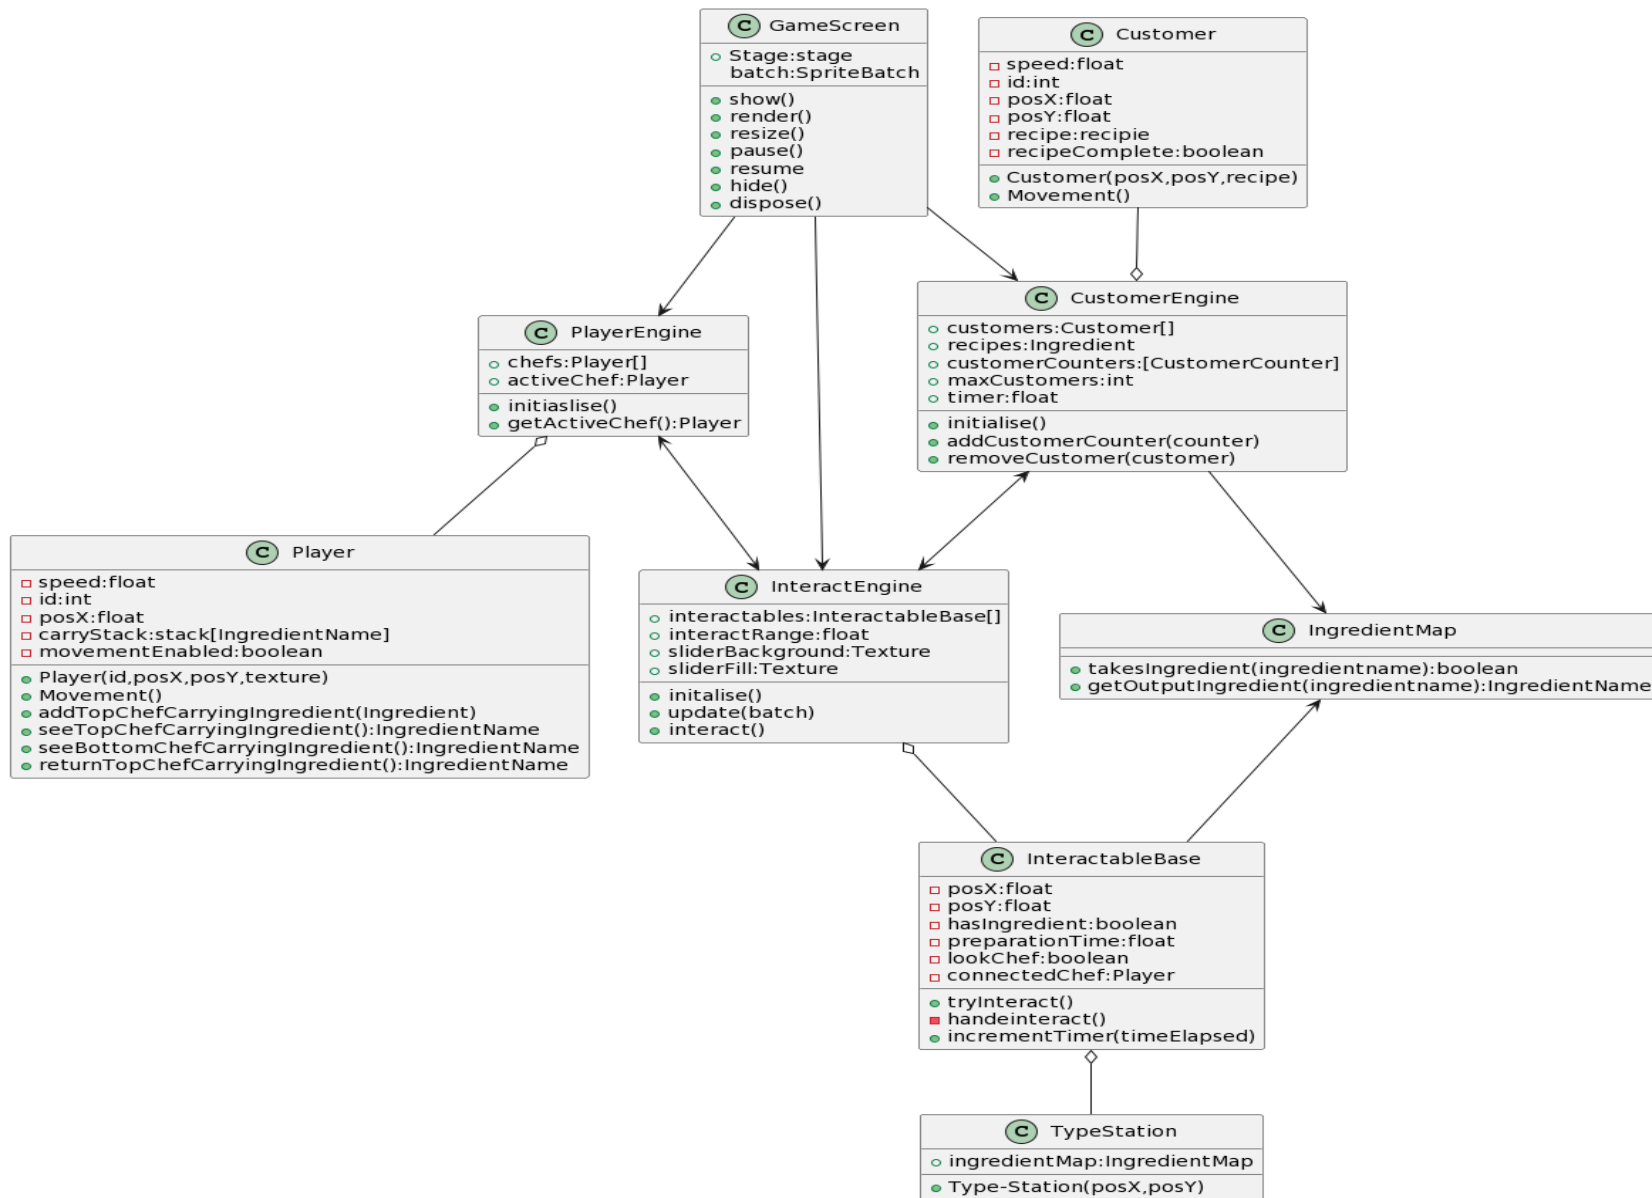 C GameScreen
Stage:stage
batch:SpriteBatch
show()
render()
resize()
pause()
resume
hide()
dispose()
C Customer
speed:float
id:int
posX:float
posY:float
recipe:recipie
recipeComplete:boolean
Customer(posX,posY,recipe)
Movement()
C PlayerEngine
chefs:Player[]
activeChef:Player
initiaslise()
getActiveChef():Player
C CustomerEngine
customers:Customer[]
recipes:Ingredient
customerCounters:[CustomerCounter]
maxCustomers:int
timer:float
initialise()
addCustomerCounter(counter)
removeCustomer(customer)
C Player
speed:float
id:int
posX:float
carryStack:stack[IngredientName]
movementEnabled:boolean
Player(id,posX,posY,texture)
Movement()
addTopChefCarryingIngredient(Ingredient)
seeTopChefCarryingIngredient():IngredientName
seeBottomChefCarryingIngredient():IngredientName
returnTopChefCarryingIngredient():IngredientName
C InteractEngine
interactables:InteractableBase[]
interactRange:float
sliderBackground:Texture
sliderFill:Texture
initalise()
update(batch)
interact()
C IngredientMap
takesIngredient(ingredientname):boolean
getOutputIngredient(ingredientname):IngredientName
C InteractableBase
posX:float
posY:float
hasIngredient:boolean
preparationTime:float
lookChef:boolean
connectedChef:Player
tryInteract()
handeinteract()
incrementTimer(timeElapsed)
C TypeStation
ingredientMap:IngredientMap
Type-Station(posX,posY)